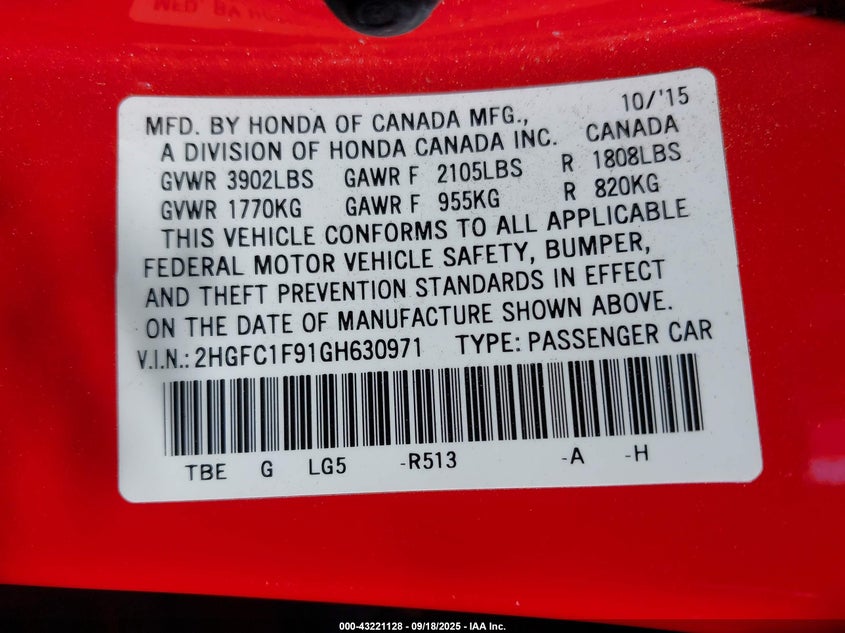 MFD. BY HONDA OF CANADA MFG., 10/'15
A DIVISION OF HONDA CANADA INC. CANADA
GVWR 3902LBS GAWR F 2105LBS R 1808LBS
GVWR 1770KG GAWR F 955KG R 820KG
THIS VEHICLE CONFORMS TO ALL APPLICABLE
FEDERAL MOTOR VEHICLE SAFETY, BUMPER,
AND THEFT PREVENTION STANDARDS IN EFFECT
ON THE DATE OF MANUFACTURE SHOWN ABOVE.
V.I.N.: 2HGFC1F91GH630971 TYPE: PASSENGER CAR
TBE G LG5 -R513 -A -H
000-43221128 - 09/18/2025 - IAA Inc.